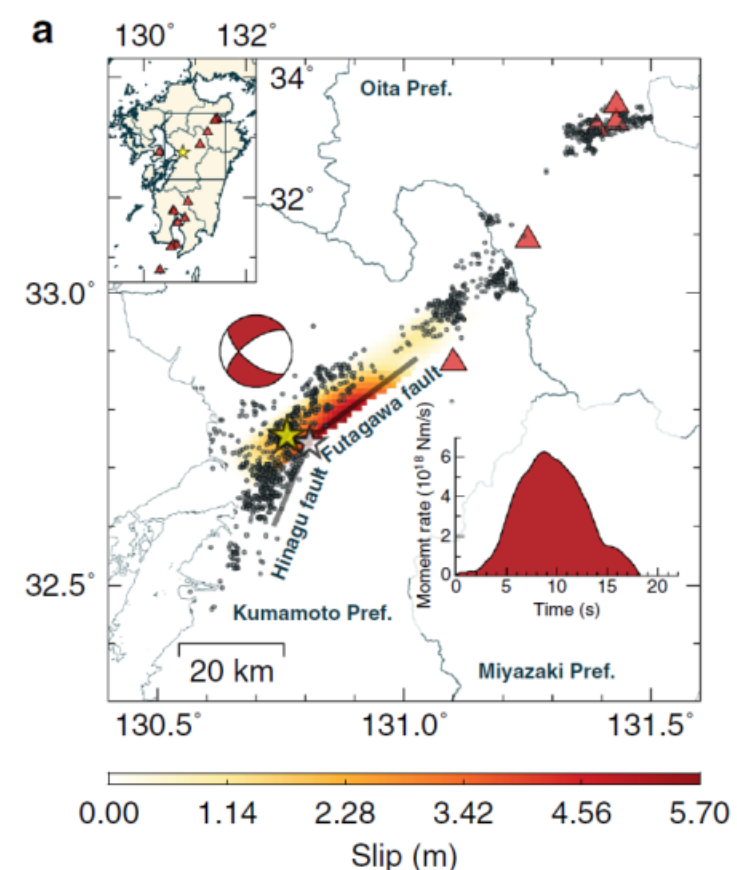 a
130° 132°
34°
32°
Oita Pref.
33.0°
Futagawa fault
Hinagu fault
32.5°
Kumamoto Pref.
20 km
Miyazaki Pref.
Momemt rate (10¹⁸ Nm/s)
6
4
2
0
0 5 10 15 20
Time (s)
130.5° 131.0° 131.5°
0.00 1.14 2.28 3.42 4.56 5.70
Slip (m)